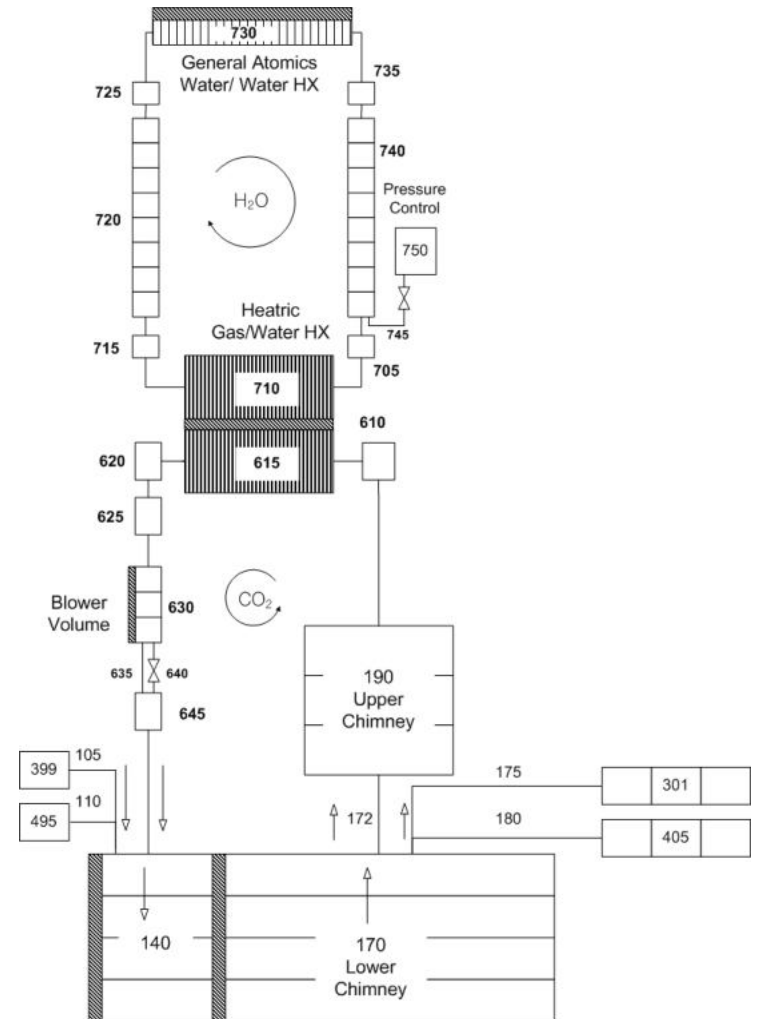 730
General Atomics
Water/ Water HX
725
735
740
720
H₂O
Pressure
Control
750
745
Heatric
Gas/Water HX
715
705
710
610
620
615
625
Blower
Volume
630
CO₂
635
640
645
190
Upper
Chimney
399
105
495
110
172
175
301
180
405
140
170
Lower
Chimney